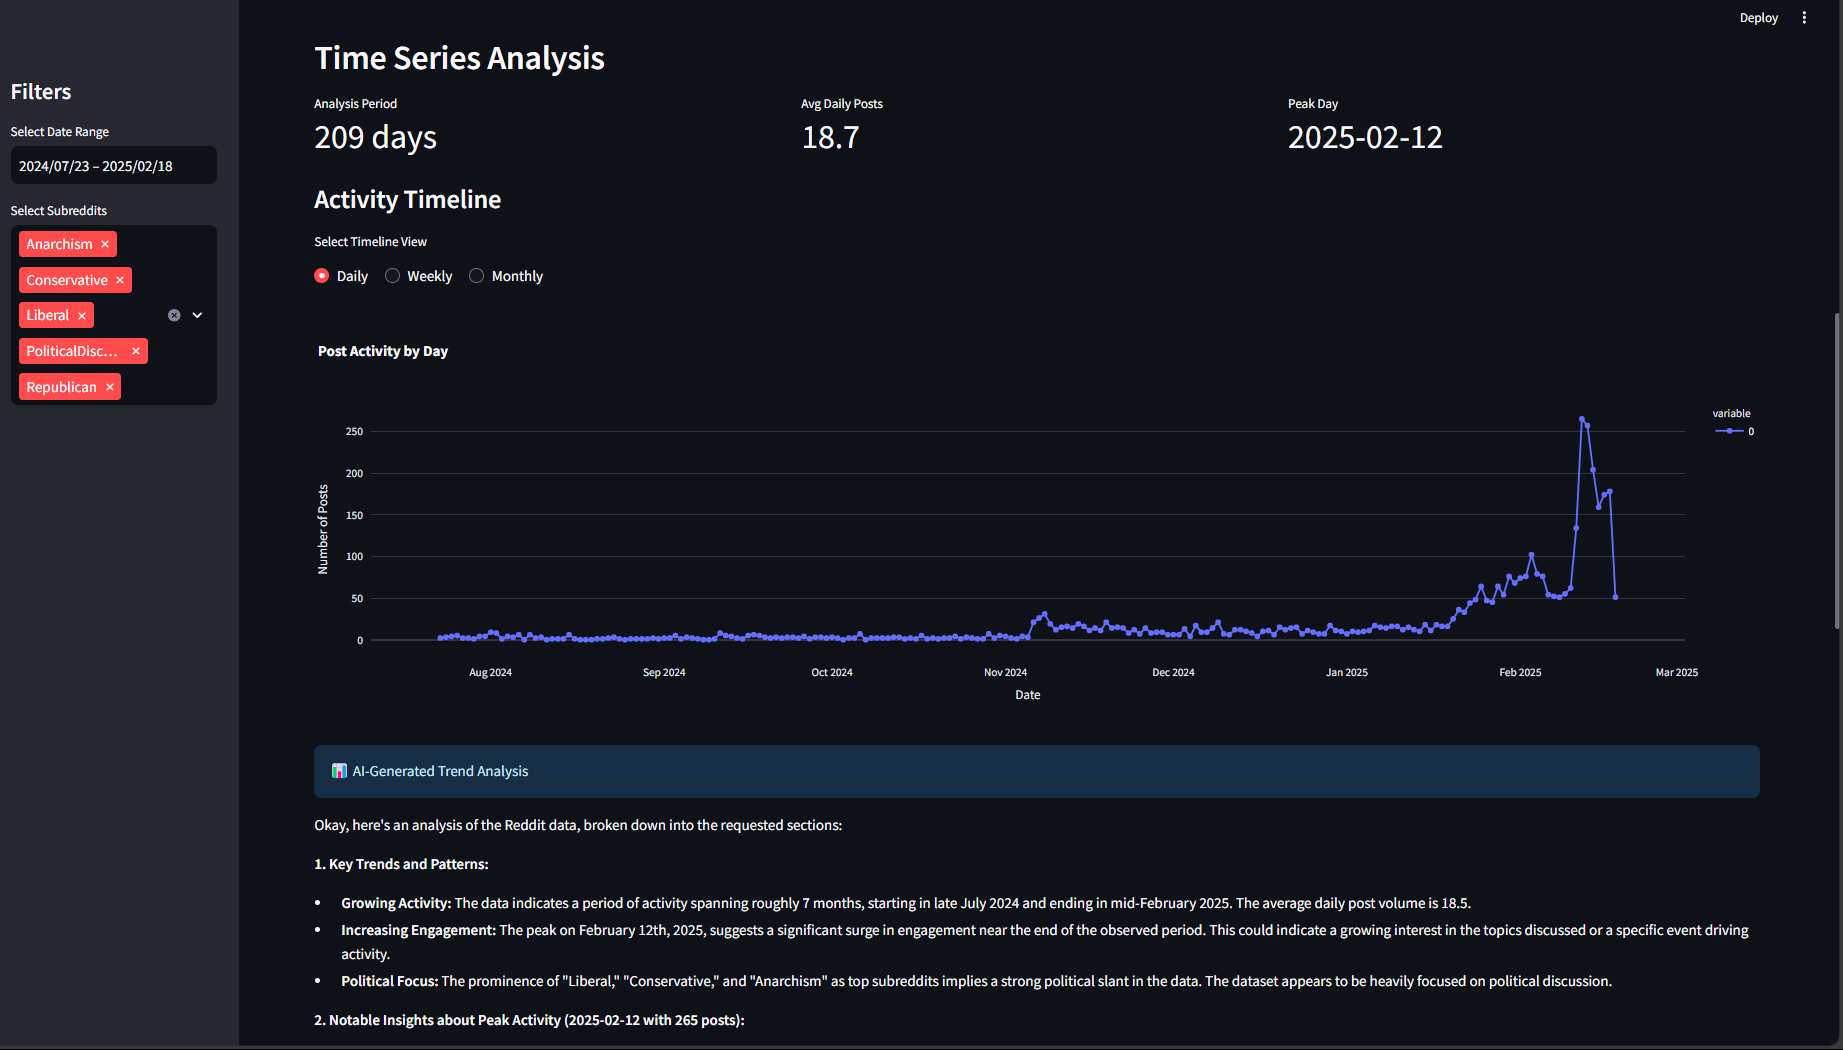 Deploy
Filters
Select Date Range
2024/07/23 – 2025/02/18
Select Subreddits
Anarchism
Conservative
Liberal
PoliticalDisc...
Republican
Time Series Analysis
Analysis Period
209 days
Avg Daily Posts
18.7
Peak Day
2025-02-12
Activity Timeline
Select Timeline View
Daily Weekly Monthly
Post Activity by Day
variable
0
Number of Posts
250
200
150
100
50
0
Aug 2024 Sep 2024 Oct 2024 Nov 2024 Dec 2024 Jan 2025 Feb 2025 Mar 2025
Date
AI-Generated Trend Analysis
Okay, here's an analysis of the Reddit data, broken down into the requested sections:
1. Key Trends and Patterns:
• Growing Activity: The data indicates a period of activity spanning roughly 7 months, starting in late July 2024 and ending in mid-February 2025. The average daily post volume is 18.5.
• Increasing Engagement: The peak on February 12th, 2025, suggests a significant surge in engagement near the end of the observed period. This could indicate a growing interest in the topics discussed or a specific event driving
activity.
• Political Focus: The prominence of "Liberal," "Conservative," and "Anarchism" as top subreddits implies a strong political slant in the data. The dataset appears to be heavily focused on political discussion.
2. Notable Insights about Peak Activity (2025-02-12 with 265 posts):